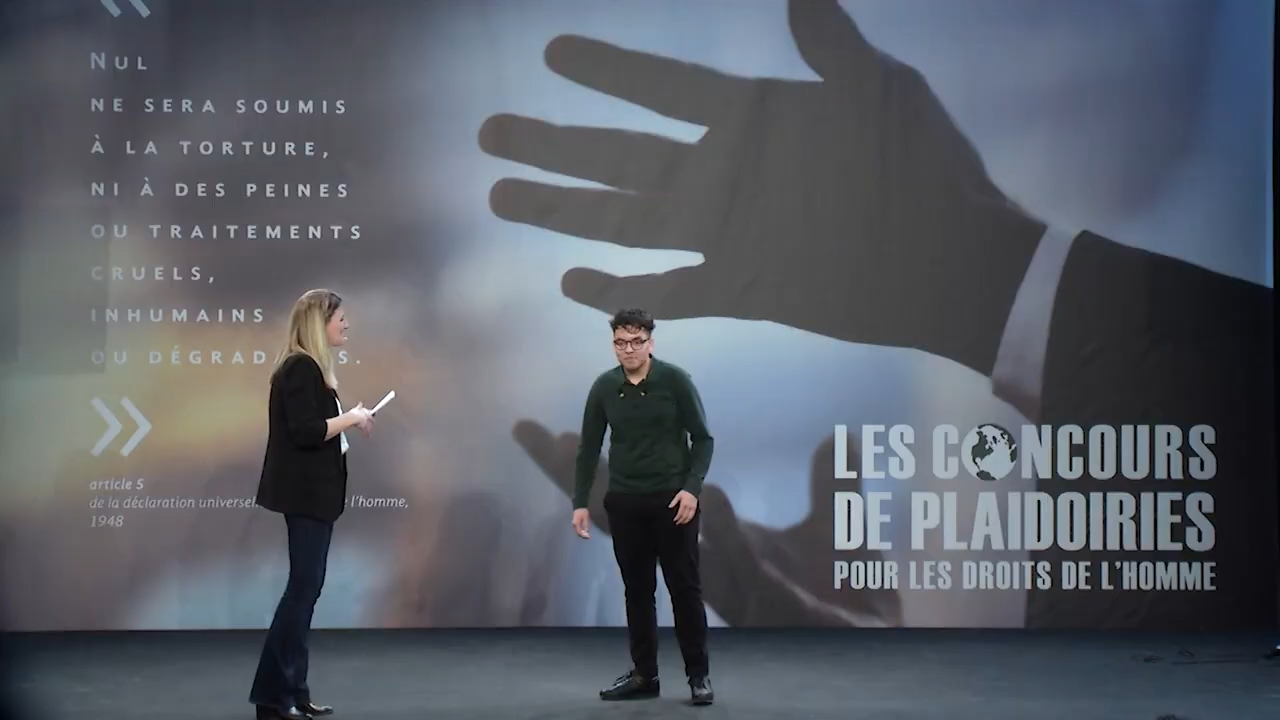 «
NUL
NE SERA SOUMIS
À LA TORTURE,
NI À DES PEINES
OU TRAITEMENTS
CRUELS,
INHUMAINS
OU DÉGRAD S.
»
article 5
de la déclaration universel l'homme,
1948
LES CONCOURS
DE PLAIDOIRIES
POUR LES DROITS DE L'HOMME